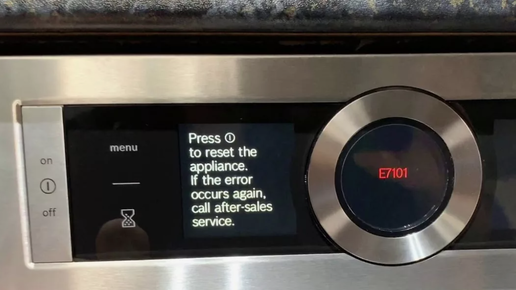 on
off
menu
Press ⏼
to reset the
appliance.
If the error
occurs again,
call after-sales
service.
E7101